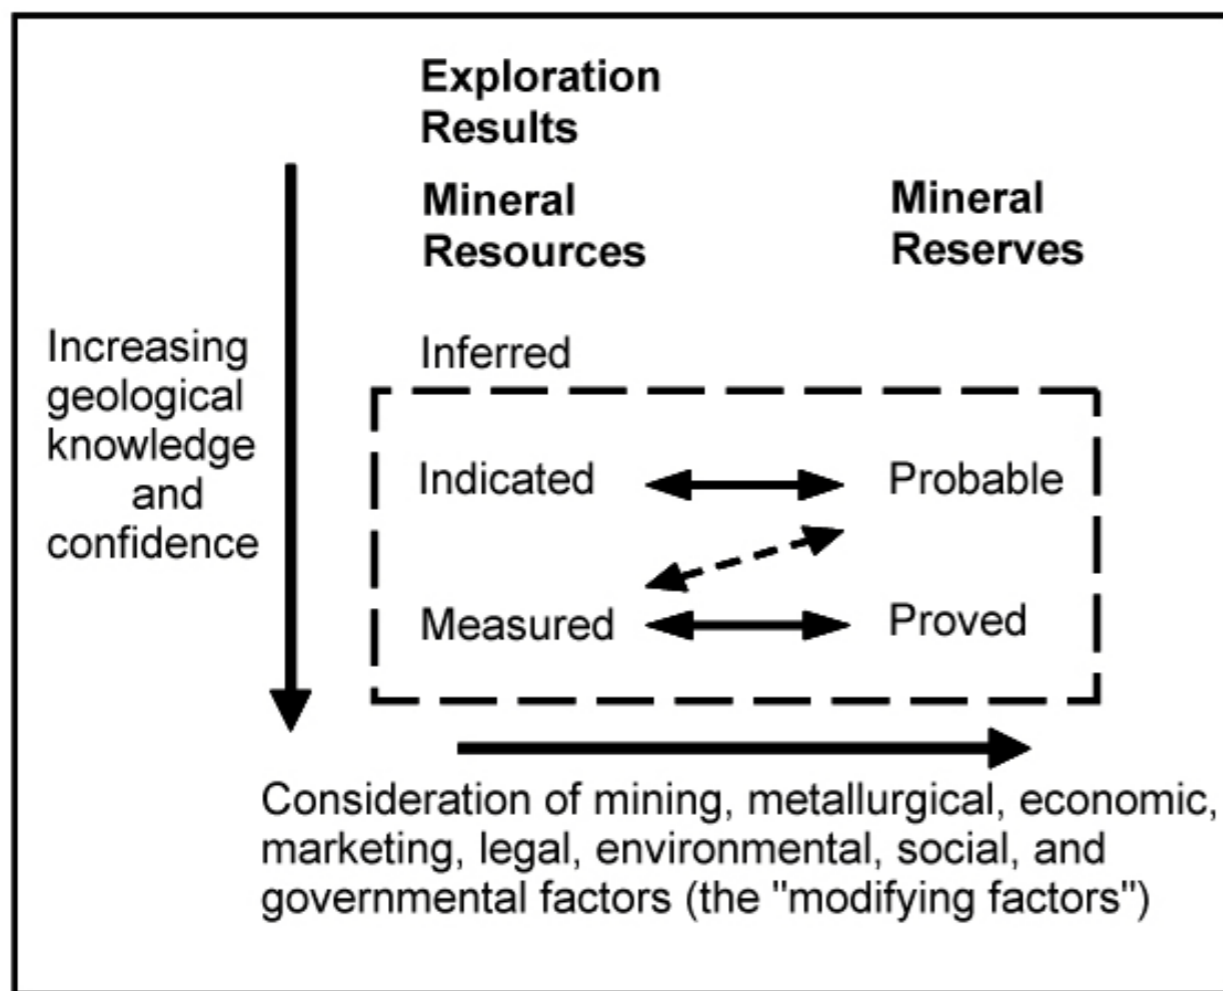 Exploration
Results
Mineral
Resources
Mineral
Reserves
Increasing
geological
knowledge
and
confidence
Inferred
Indicated
Probable
Measured
Proved
Consideration of mining, metallurgical, economic,
marketing, legal, environmental, social, and
governmental factors (the "modifying factors")